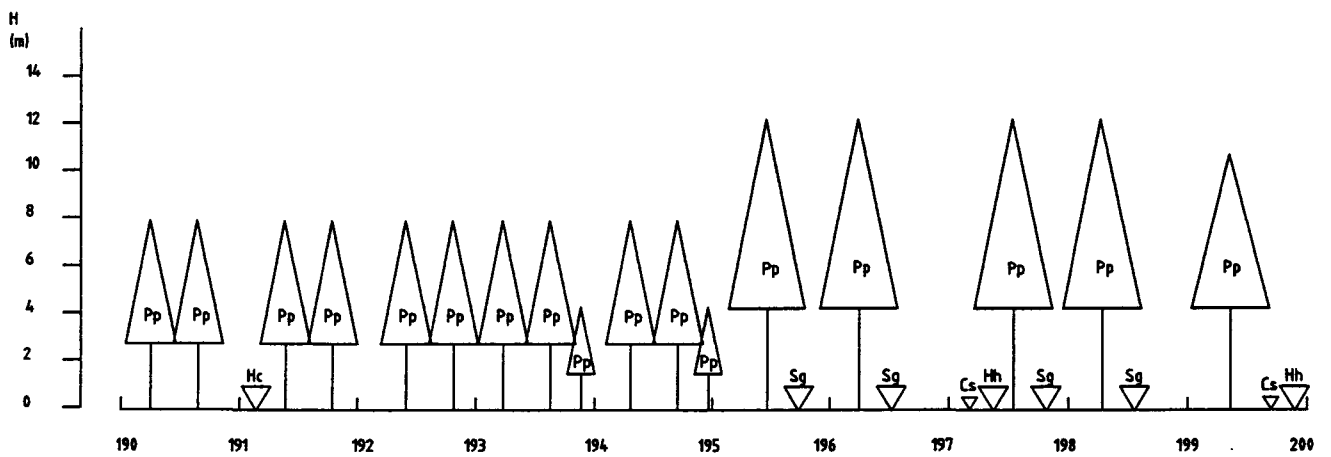 H
(m)
14
12
10
8
6
4
2
0
Pp Pp Pp Pp Pp Pp Pp Pp Pp Pp Pp Pp Pp Pp Pp Pp Pp
Hc Sg Sg Cs Hh Sg Sg Cs Hh
190 191 192 193 194 195 196 197 198 199 200